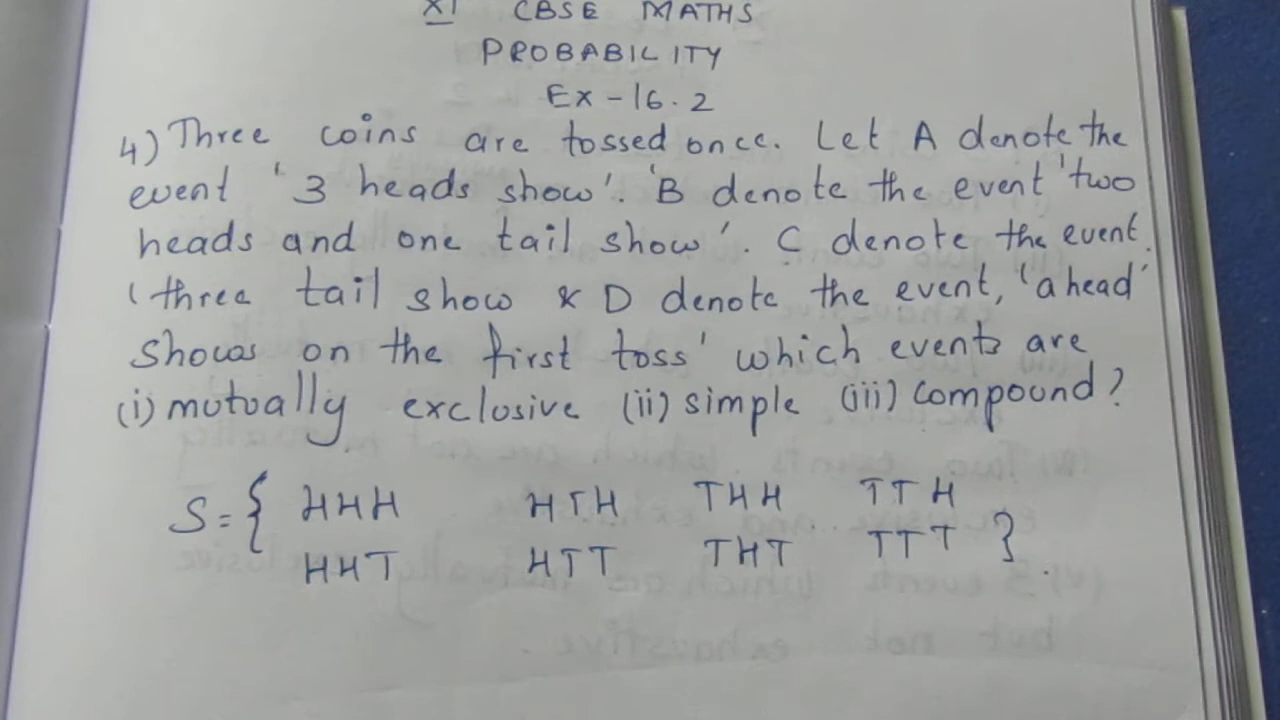 XI CBSE MATHS
PROBABILITY
Ex - 16.2
4) Three coins are tossed once. Let A denote the
event '3 heads show'. 'B denote the event 'two
heads and one tail show'. C denote the event
'three tail show & D denote the event, 'a head'
shows on the first toss' which events are
(i) mutually exclusive (ii) simple (iii) compound?
S = { HHH HTH THH TTH
HHT HTT THT TTT }.